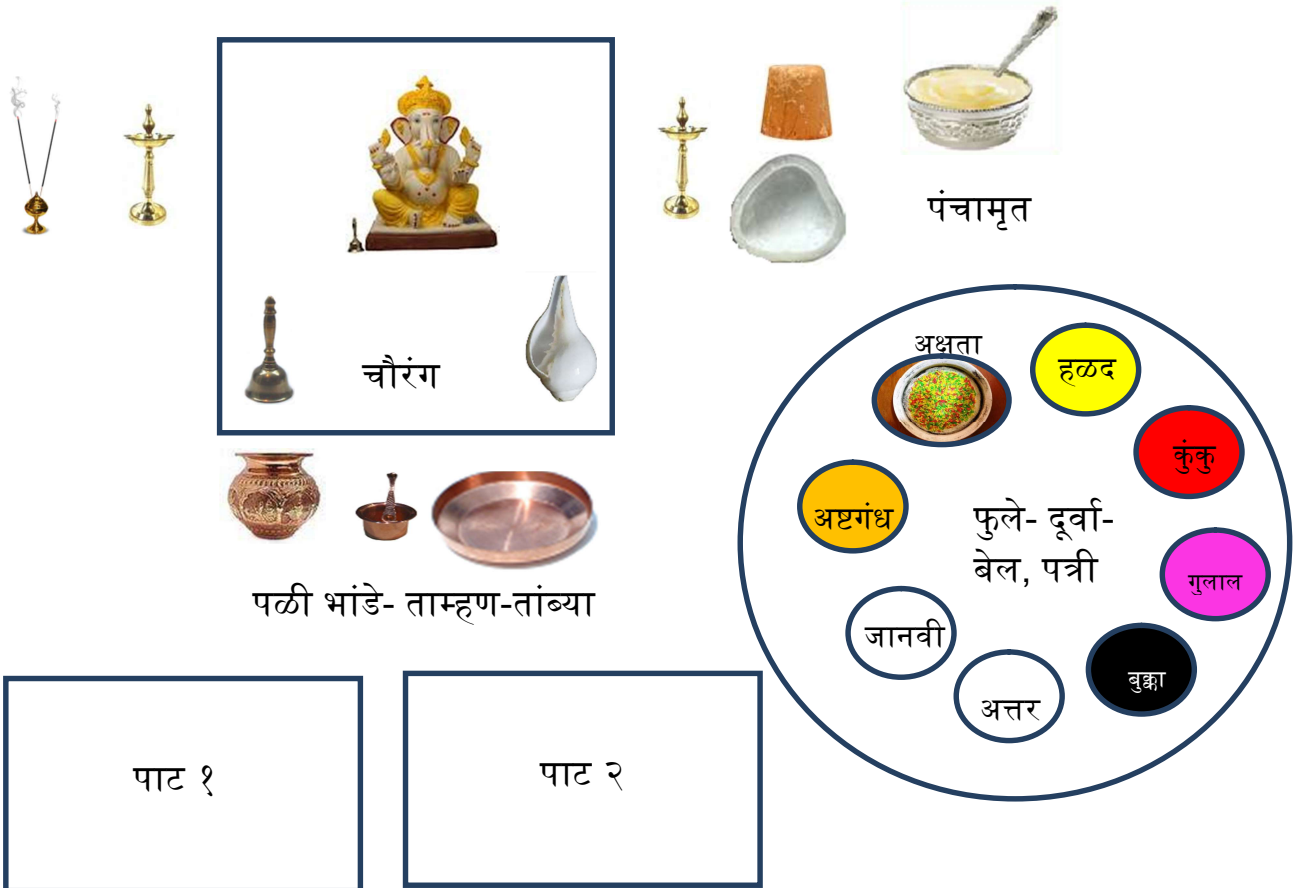 पंचामृत
चौरंग
अक्षता
हळद
कुंकु
अष्टगंध
फुले- दूर्वा-
बेल, पत्री
गुलाल
जानवी
बुक्का
अत्तर
पळी भांडे- ताम्हण-तांब्या
पाट १
पाट २